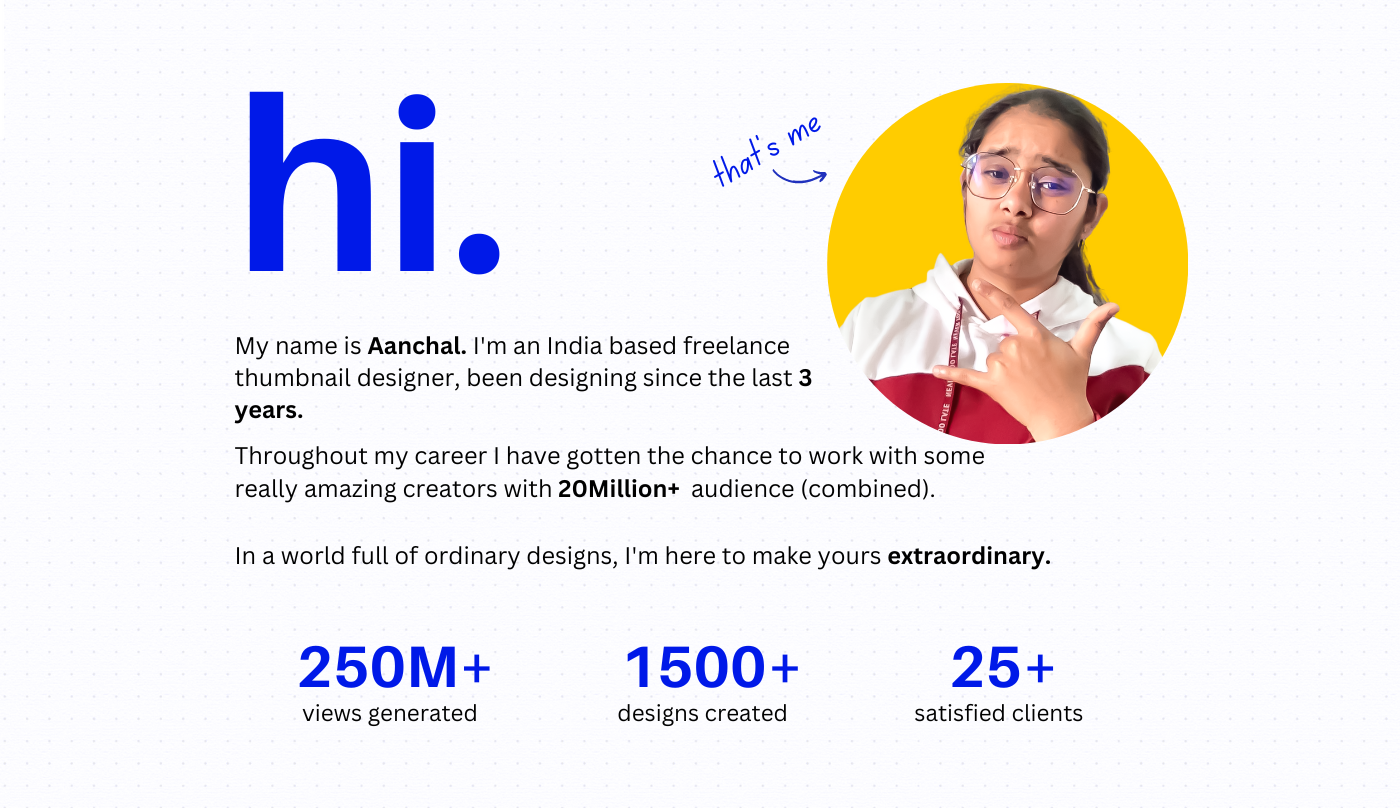 hi.
that's me
My name is Aanchal. I'm an India based freelance
thumbnail designer, been designing since the last 3
years.
Throughout my career I have gotten the chance to work with some
really amazing creators with 20Million+ audience (combined).
In a world full of ordinary designs, I'm here to make yours extraordinary.
250M+ 1500+ 25+
views generated designs created satisfied clients